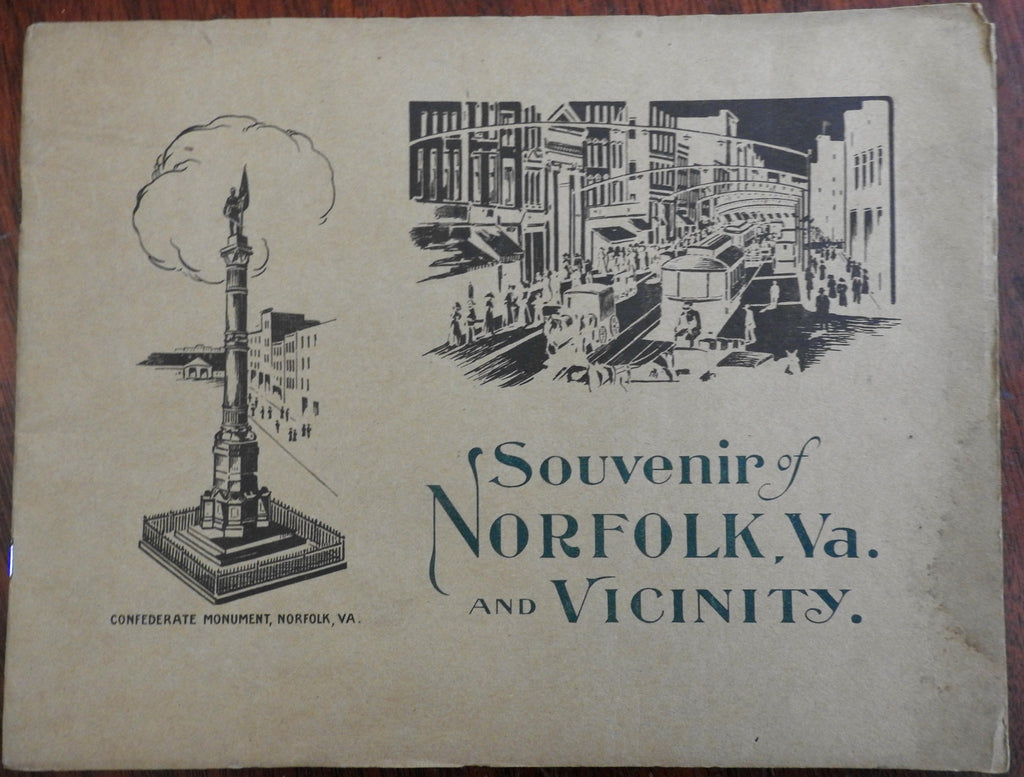 CONFEDERATE MONUMENT, NORFOLK, VA.
Souvenir of
NORFOLK, Va.
AND VICINITY.